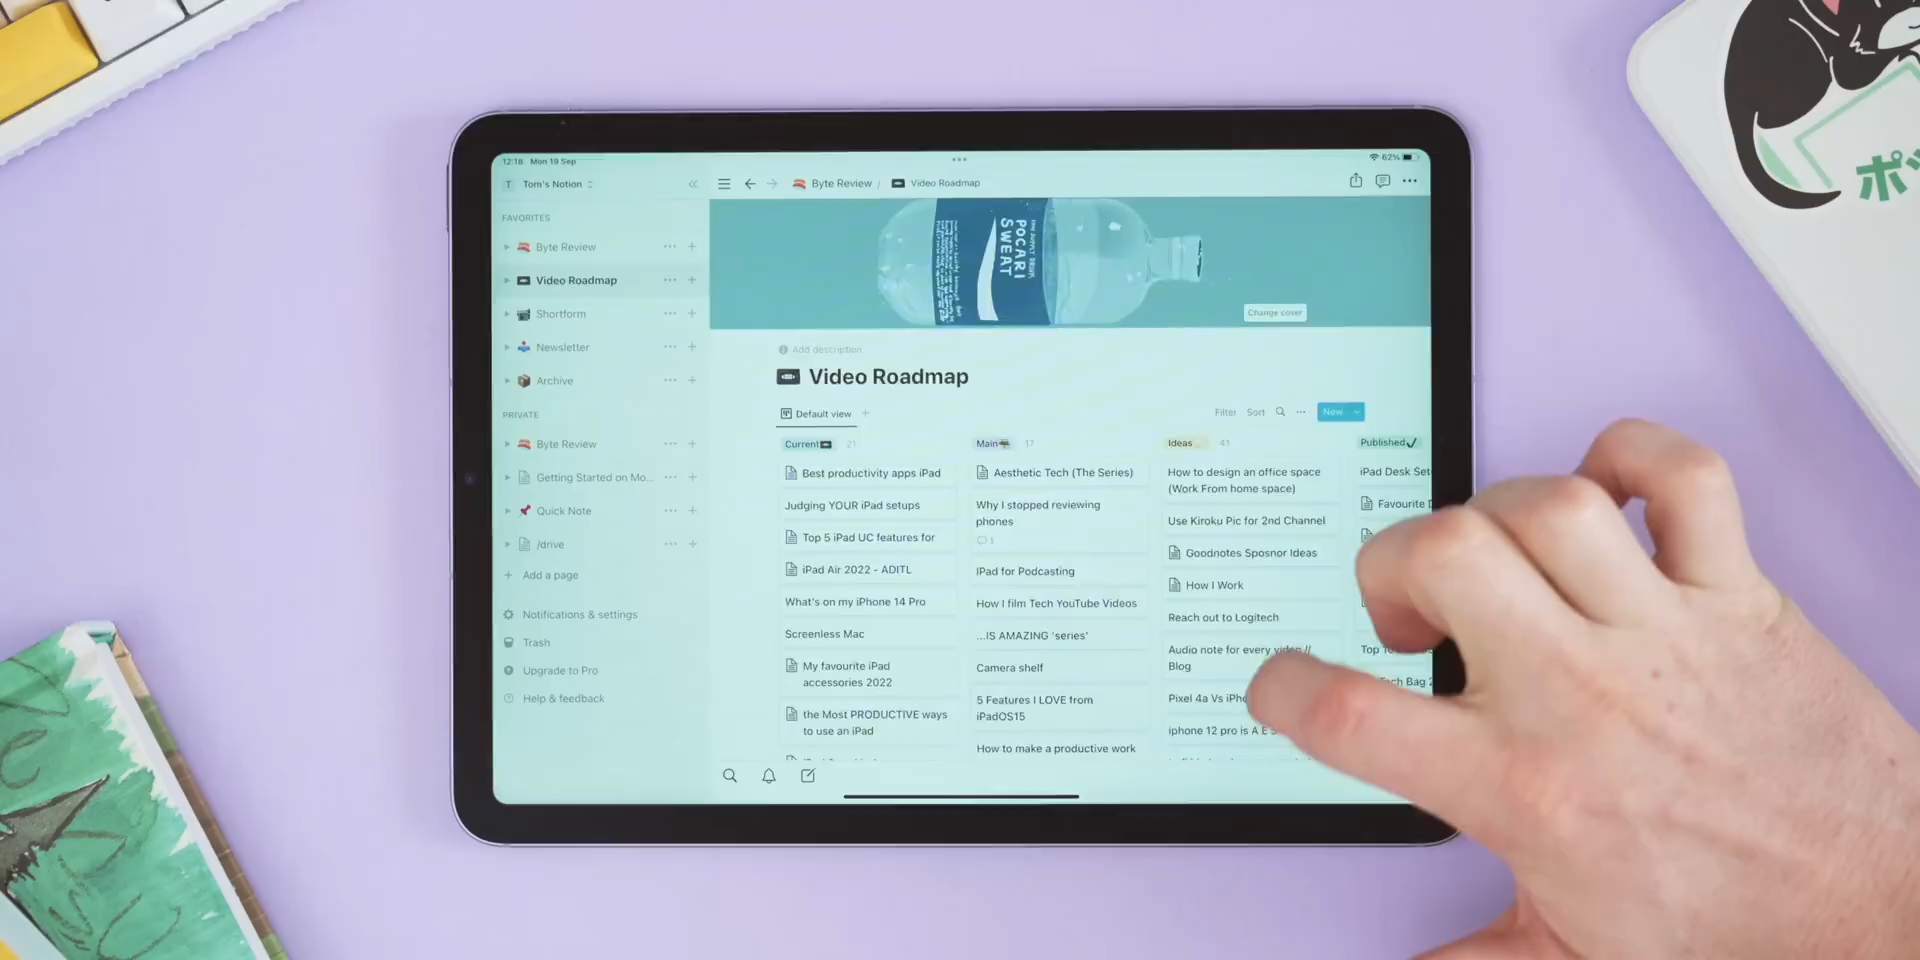 12:18 Mon 19 Sep
62%
T Tom's Notion
Byte Review / Video Roadmap
FAVORITES
Byte Review
Video Roadmap
Shortform
Newsletter
Archive
PRIVATE
Byte Review
Getting Started on Mo...
Quick Note
/drive
Add a page
Notifications & settings
Trash
Upgrade to Pro
Help & feedback
POCARI
SWEAT
Change cover
Add description
Video Roadmap
Default view
Filter Sort New
Current 21
Best productivity apps iPad
Judging YOUR iPad setups
Top 5 iPad UC features for
iPad Air 2022 - ADITL
What's on my iPhone 14 Pro
Screenless Mac
My favourite iPad
accessories 2022
the Most PRODUCTIVE ways
to use an iPad
Main 17
Aesthetic Tech (The Series)
Why I stopped reviewing
phones
1
IPad for Podcasting
How I film Tech YouTube Videos
...IS AMAZING 'series'
Camera shelf
5 Features I LOVE from
iPadOS15
How to make a productive work
Ideas 41
How to design an office space
(Work From home space)
Use Kiroku Pic for 2nd Channel
Goodnotes Sposnor Ideas
How I Work
Reach out to Logitech
Audio note for every video //
Blog
Pixel 4a Vs iPho
iphone 12 pro is A E S
Published
iPad Desk Set
Favourite
Top
Tech Bag 2
ポッ